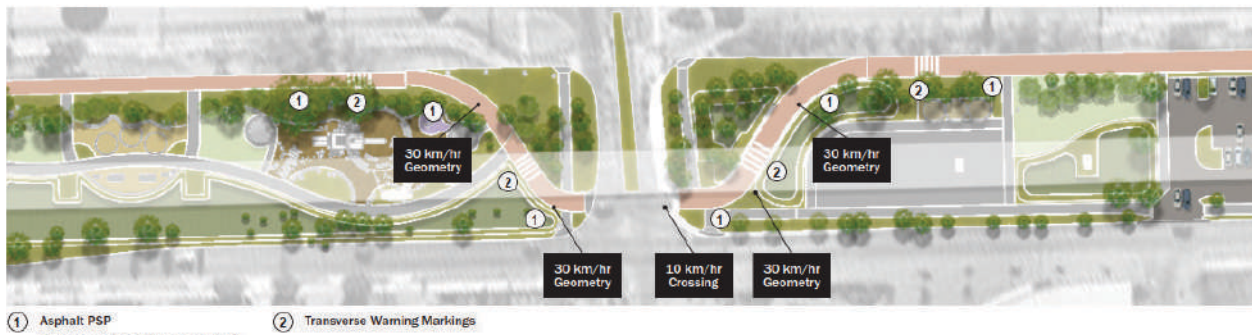 1
2
1
30 km/hr
Geometry
2
1
30 km/hr
Geometry
10 km/hr
Crossing
30 km/hr
Geometry
1
2
1
2
1
30 km/hr
Geometry
1 Asphalt PSP
2 Transverse Warning Markings